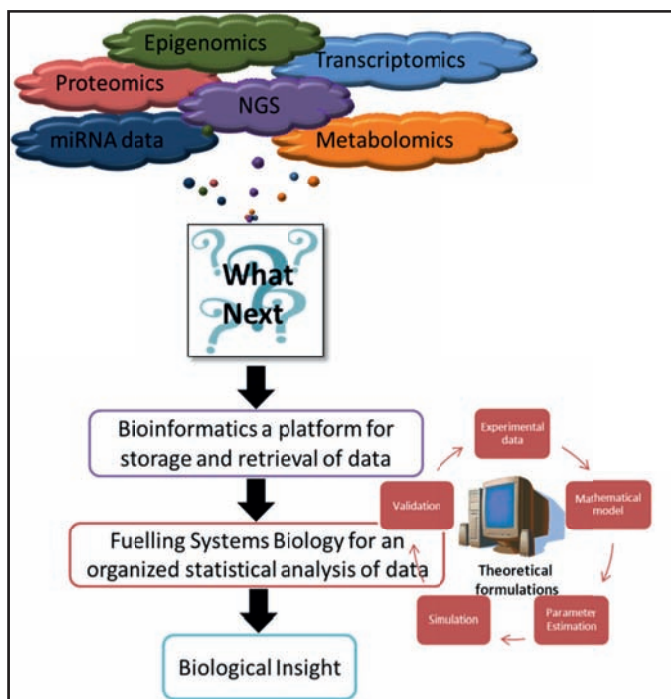 Epigenomics
Transcriptomics
Proteomics
NGS
miRNA data
Metabolomics
What
Next
Bioinformatics a platform for
storage and retrieval of data
Fuelling Systems Biology for an
organized statistical analysis of data
Biological Insight
Experimental
data
Mathematical
model
Parameter
Estimation
Simulation
Validation
Theoretical
formulations